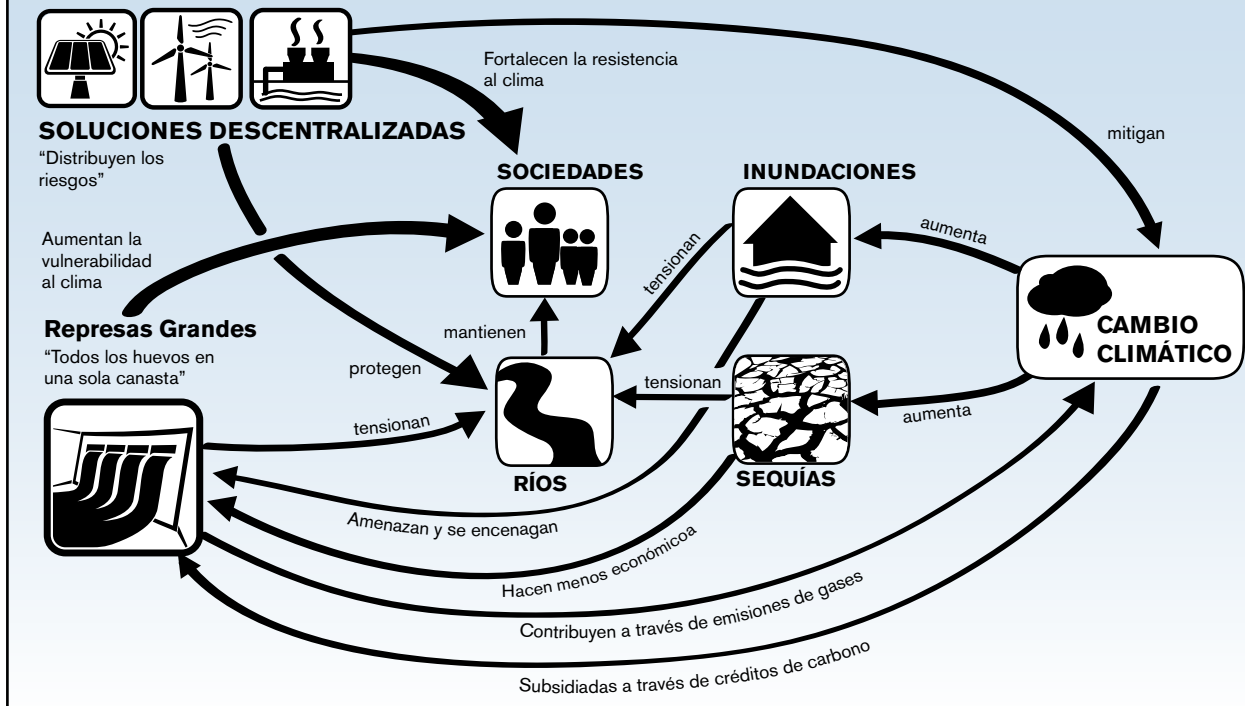 Fortalecen la resistencia
al clima
SOLUCIONES DESCENTRALIZADAS
“Distribuyen los
riesgos”
mitigan
SOCIEDADES
INUNDACIONES
Aumentan la
vulnerabilidad
al clima
tensionan
aumenta
Represas Grandes
“Todos los huevos en
una sola canasta”
mantienen
CAMBIO
CLIMÁTICO
protegen
tensionan
aumenta
tensionan
RÍOS
SEQUÍAS
Amenazan y se encenagan
Hacen menos económicoa
Contribuyen a través de emisiones de gases
Subsidiadas a través de créditos de carbono